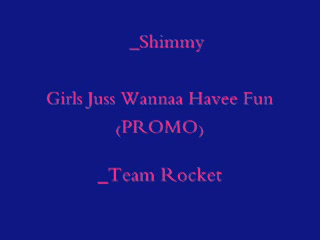 _Shimmy
Girls Juss Wannaa Havee Fun
(PROMO)
_Team Rocket